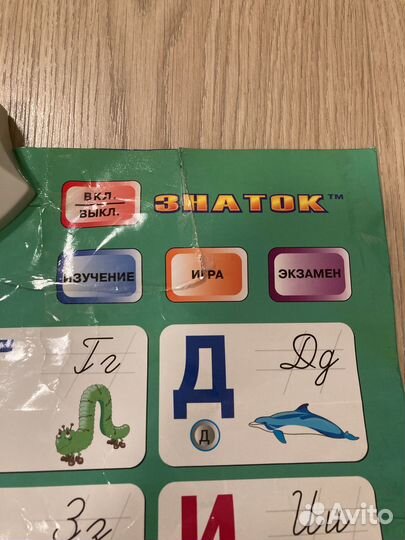 ВКЛ.
ВЫКЛ.
ЗНАТОК™
ИЗУЧЕНИЕ
ИГРА
ЭКЗАМЕН
Гг
Д
Дд
Д
Зз
И
Ии
Avito